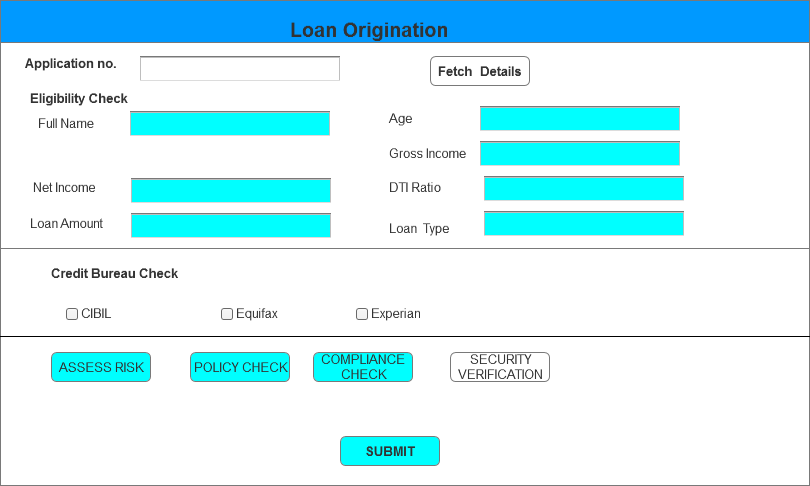 Loan Origination
Application no.
Fetch  Details
Eligibility Check
Full Name
Age
Gross Income
Net Income
DTI Ratio
Loan Amount
Loan  Type
Credit Bureau Check
CIBIL
Equifax
Experian
ASSESS RISK
POLICY CHECK
COMPLIANCE
CHECK
SECURITY
VERIFICATION
SUBMIT